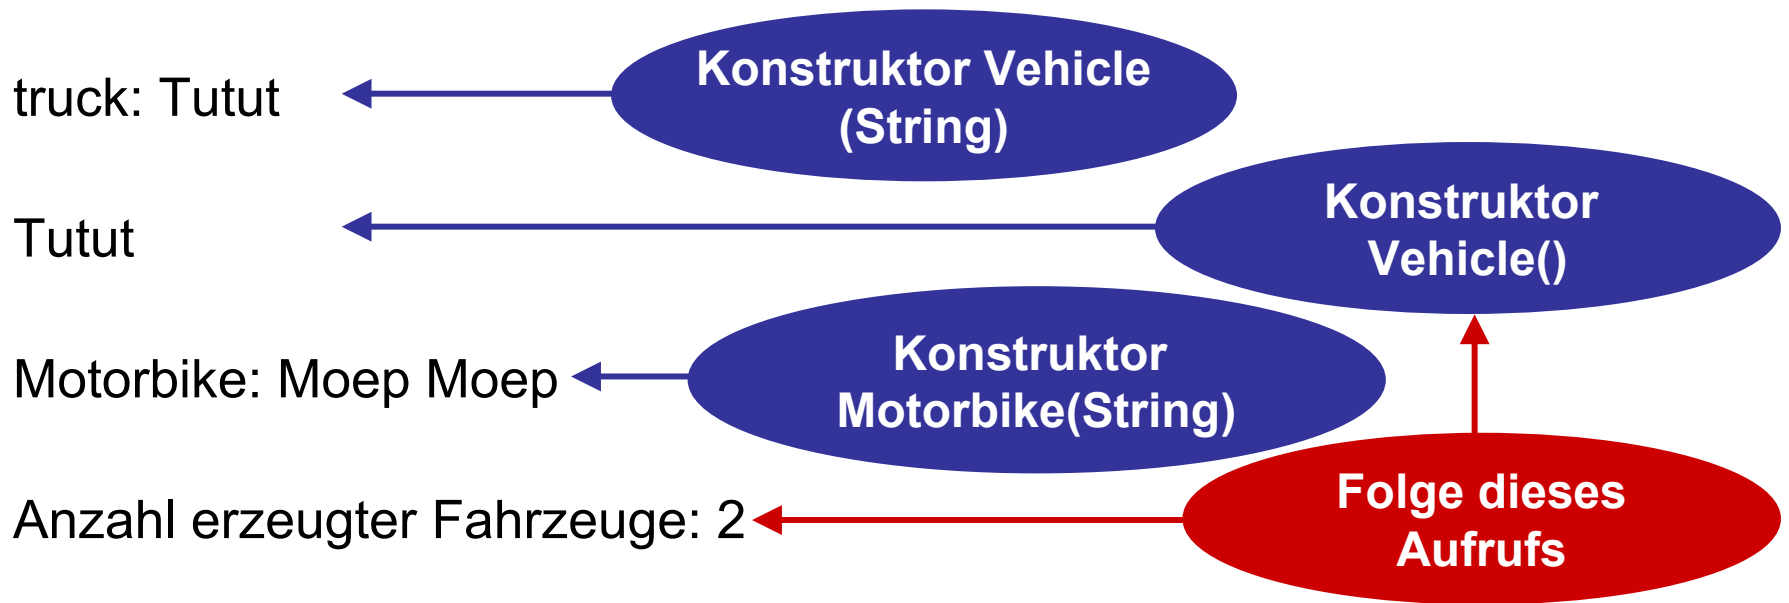 Konstruktor Vehicle
(String)
truck: Tutut
Konstruktor
Vehicle()
Tutut
Konstruktor
Motorbike(String)
Motorbike: Moep Moep
Folge dieses
Aufrufs
Anzahl erzeugter Fahrzeuge: 2